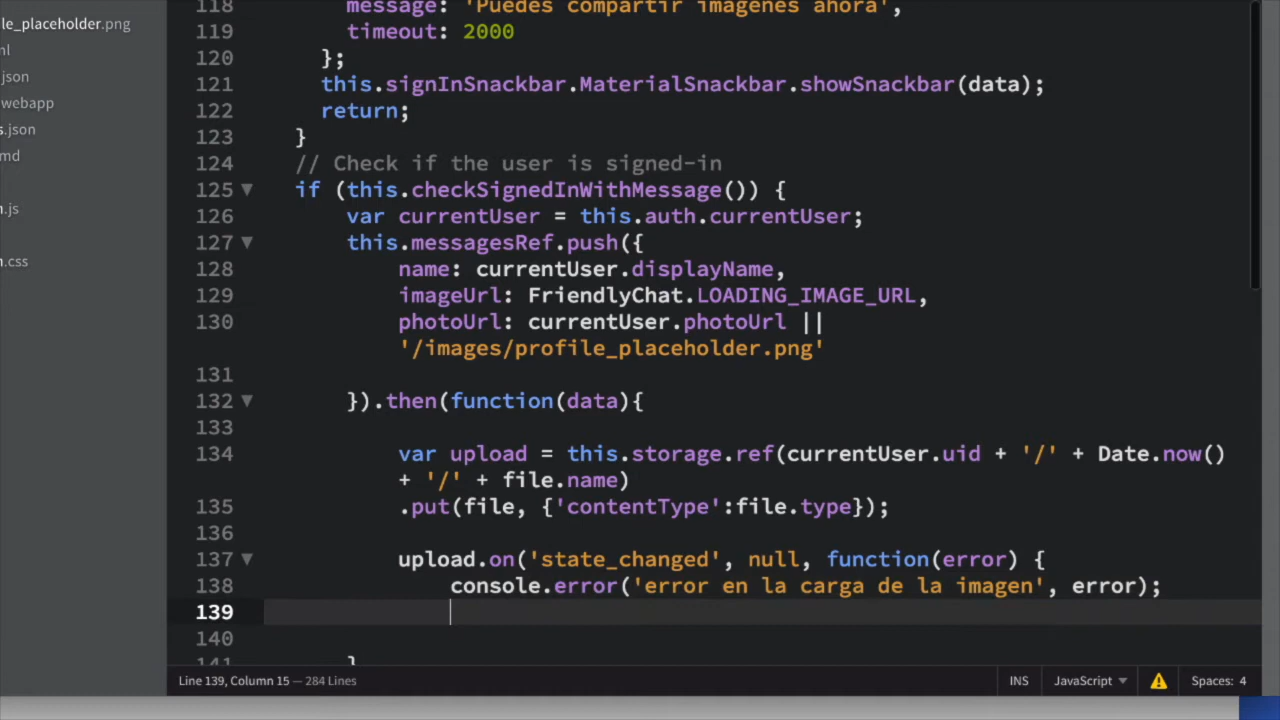 le_placeholder.png
ml
.json
webapp
s.json
md
n.js
n.css
118 message: 'Puedes compartir imagenes ahora',
119 timeout: 2000
120 };
121 this.signInSnackbar.MaterialSnackbar.showSnackbar(data);
122 return;
123 }
124 // Check if the user is signed-in
125 if (this.checkSignedInWithMessage()) {
126 var currentUser = this.auth.currentUser;
127 this.messagesRef.push({
128 name: currentUser.displayName,
129 imageUrl: FriendlyChat.LOADING_IMAGE_URL,
130 photoUrl: currentUser.photoUrl ||
'/images/profile_placeholder.png'
131
132 }).then(function(data){
133
134 var upload = this.storage.ref(currentUser.uid + '/' + Date.now()
+ '/' + file.name)
135 .put(file, {'contentType':file.type});
136
137 upload.on('state_changed', null, function(error) {
138 console.error('error en la carga de la imagen', error);
139
140
141 }
Line 139, Column 15 — 284 Lines
INS
JavaScript
Spaces: 4